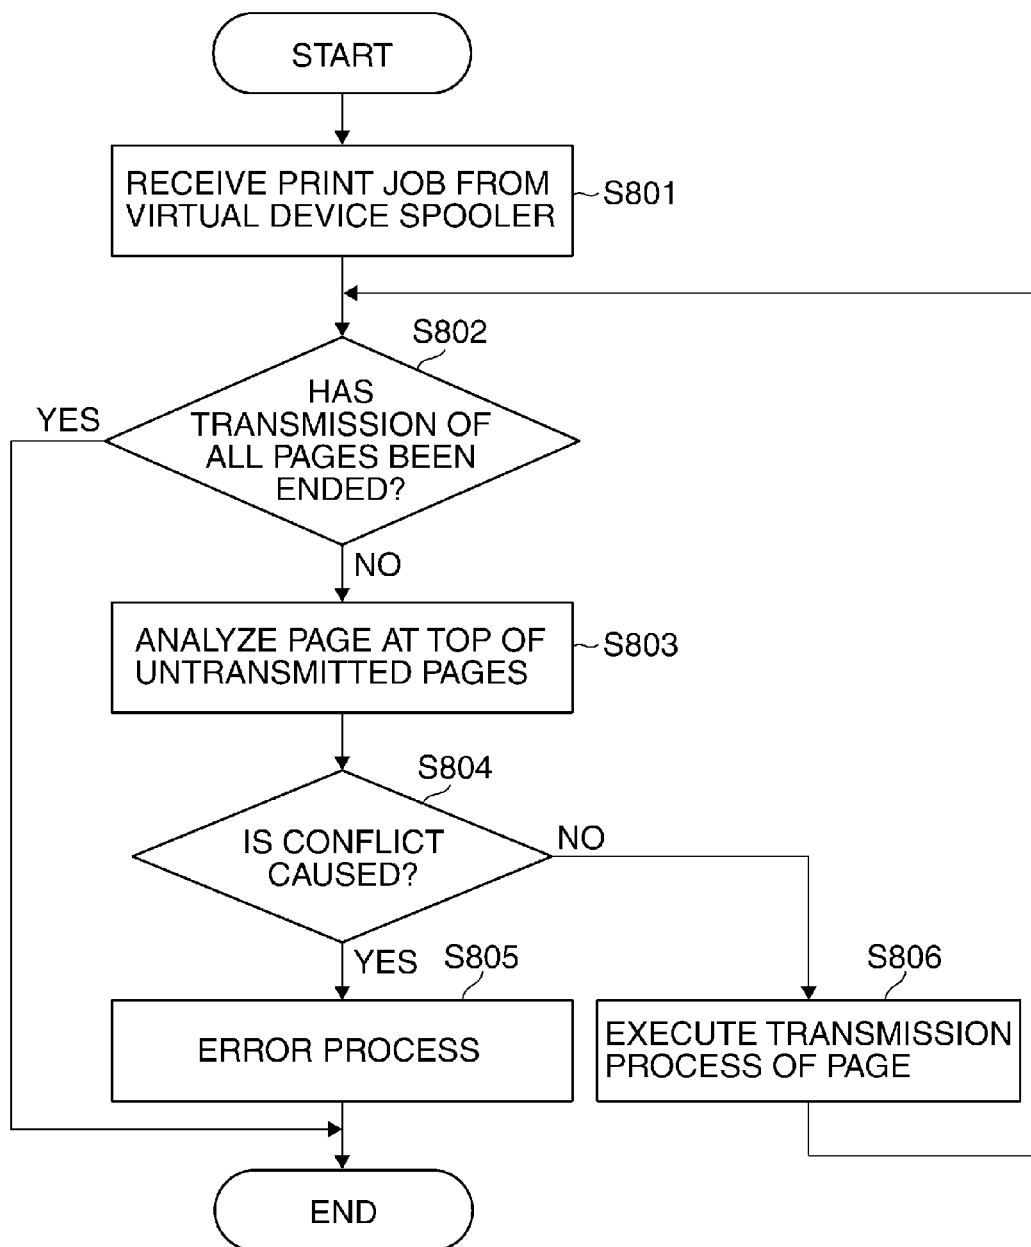 START
RECEIVE PRINT JOB FROM
VIRTUAL DEVICE SPOOLER
S801
S802
HAS
TRANSMISSION OF
ALL PAGES BEEN
ENDED?
YES
NO
ANALYZE PAGE AT TOP OF
UNTRANSMITTED PAGES
S803
S804
IS CONFLICT
CAUSED?
NO
YES
S805
ERROR PROCESS
S806
EXECUTE TRANSMISSION
PROCESS OF PAGE
END